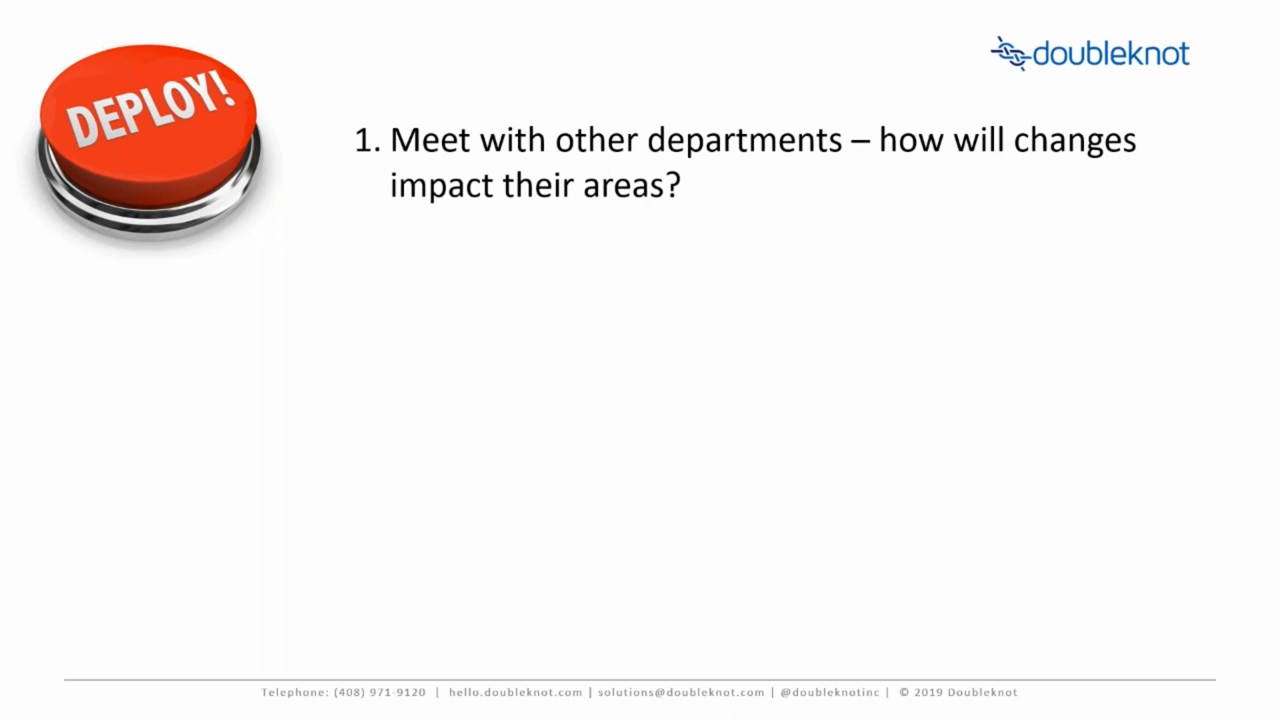 DEPLOY!
doubleknot
1. Meet with other departments – how will changes
impact their areas?
Telephone: (408) 971-9120 | hello.doubleknot.com | solutions@doubleknot.com | @doubleknotinc | © 2019 Doubleknot